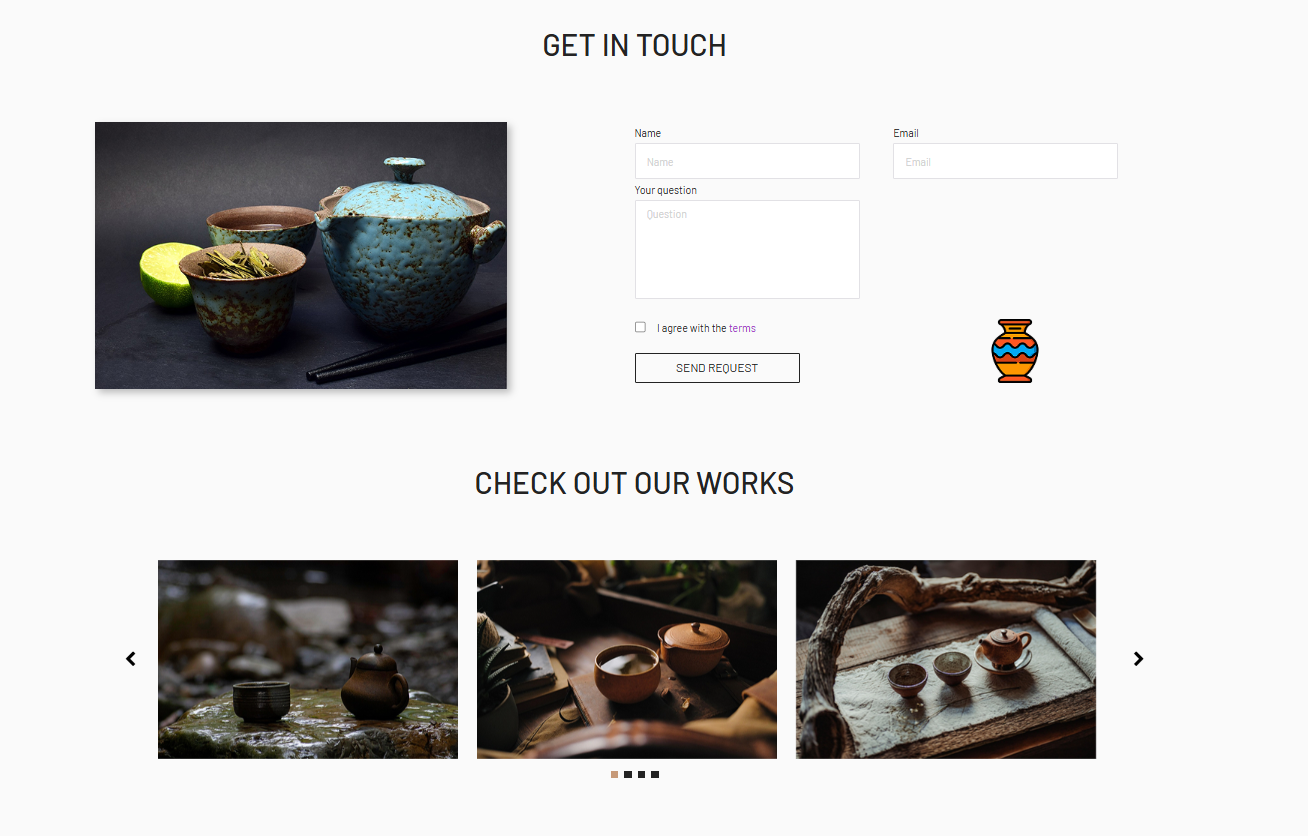 GET IN TOUCH
Name
Email
Name
Email
Your question
Question
I agree with the terms
SEND REQUEST
CHECK OUT OUR WORKS